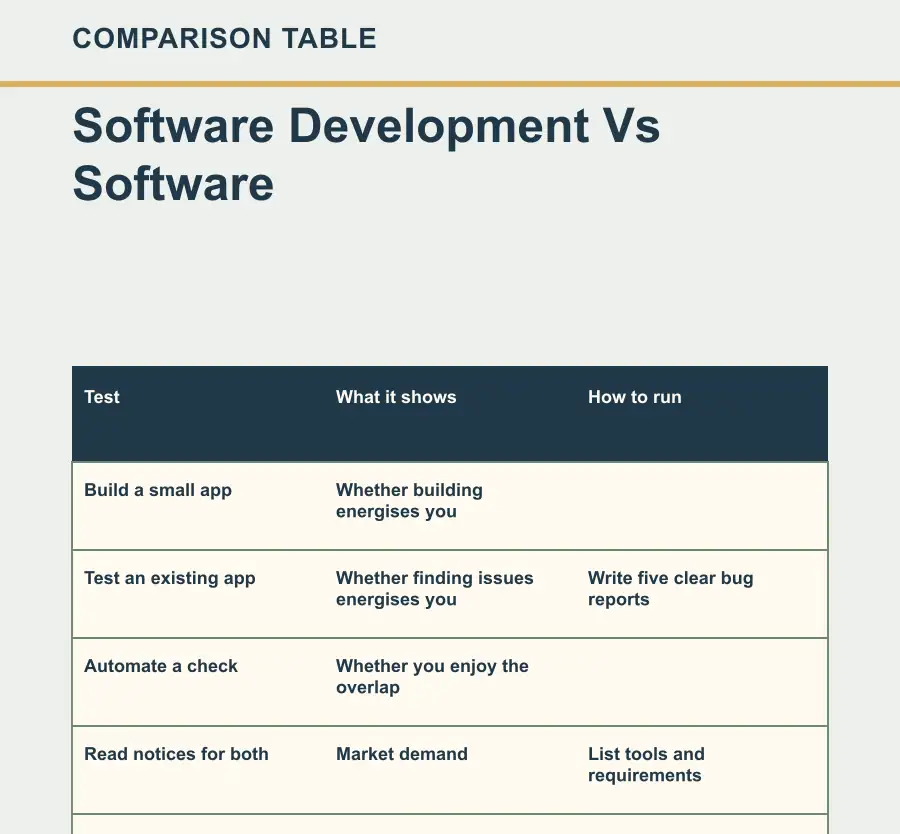 COMPARISON TABLE
Software Development Vs
Software
Test What it shows How to run
Build a small app Whether building
energises you
Test an existing app Whether finding issues Write five clear bug
energises you reports
Automate a check Whether you enjoy the
overlap
Read notices for both Market demand List tools and
requirements